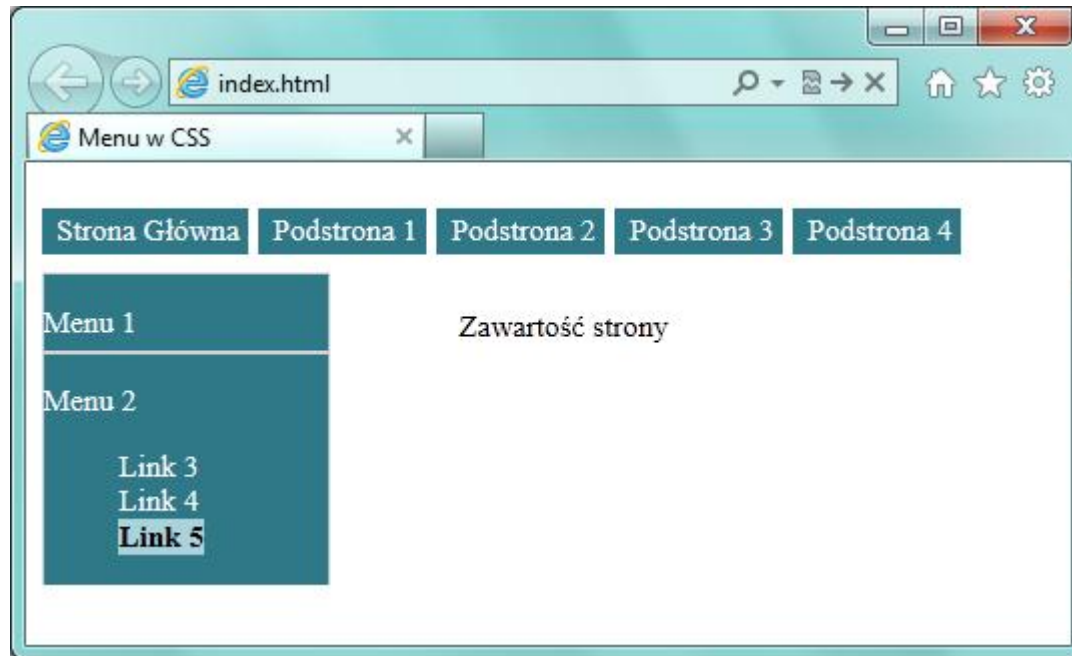 index.html
Menu w CSS
Strona Główna Podstrona 1 Podstrona 2 Podstrona 3 Podstrona 4
Menu 1
Zawartość strony
Menu 2
Link 3
Link 4
Link 5